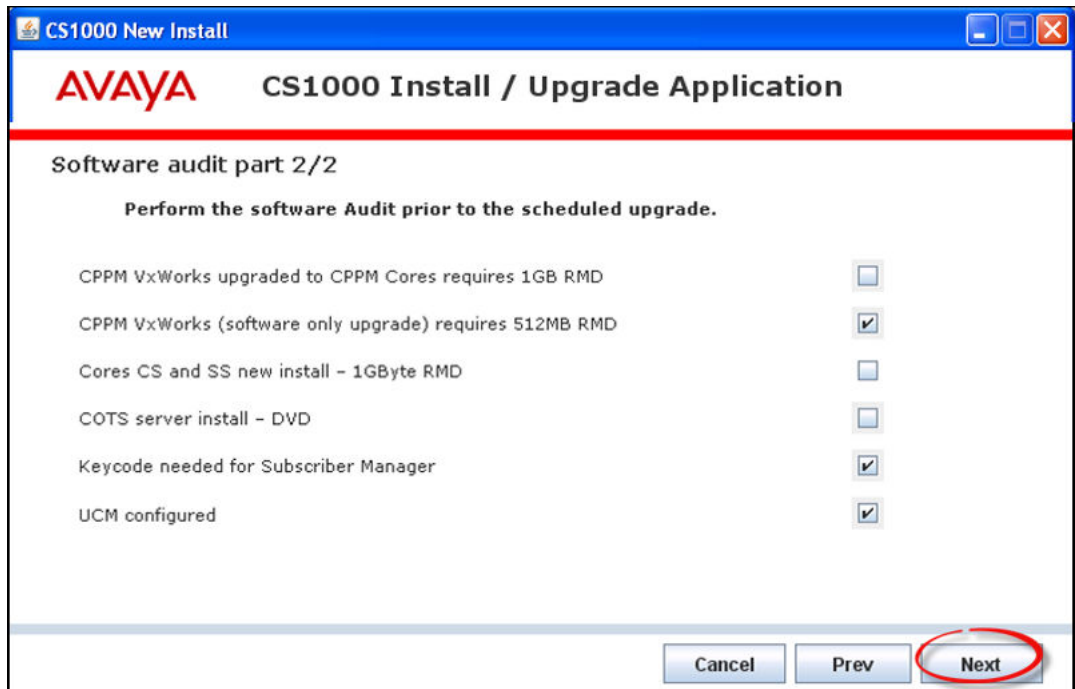 CS1000 New Install
AVAYA CS1000 Install / Upgrade Application
Software audit part 2/2
Perform the software Audit prior to the scheduled upgrade.
CPPM VxWorks upgraded to CPPM Cores requires 1GB RMD
CPPM VxWorks (software only upgrade) requires 512MB RMD
Cores CS and SS new install – 1GByte RMD
COTS server install – DVD
Keycode needed for Subscriber Manager
UCM configured
Cancel Prev Next